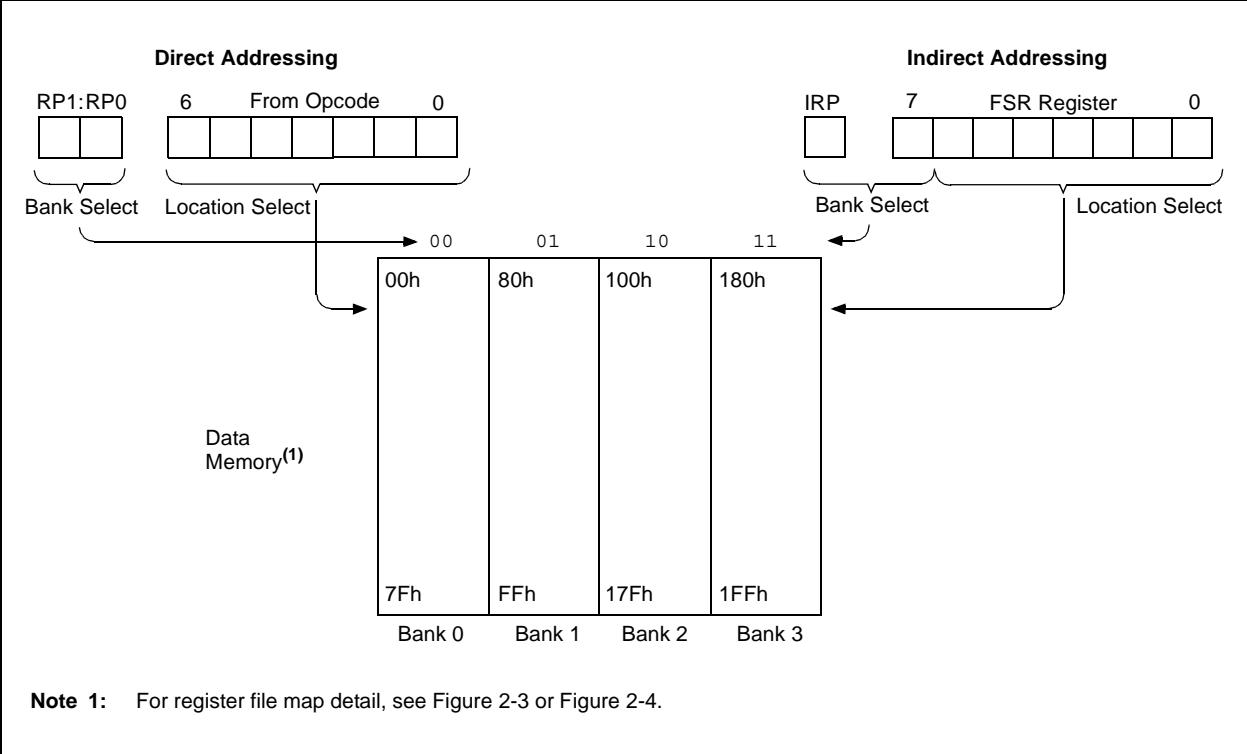 Direct Addressing
Indirect Addressing
RP1:RP0 6 From Opcode 0
IRP 7 FSR Register 0
Bank Select Location Select
Bank Select Location Select
00 01 10 11
00h 80h 100h 180h
Data
Memory(1)
7Fh FFh 17Fh 1FFh
Bank 0 Bank 1 Bank 2 Bank 3
Note 1: For register file map detail, see Figure 2-3 or Figure 2-4.